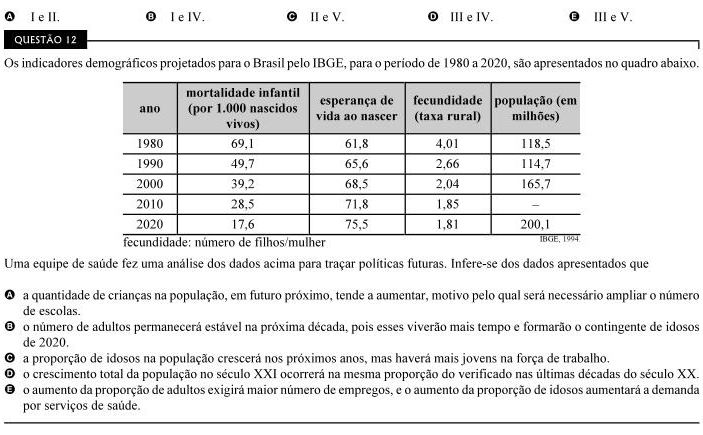 A I e II. B I e IV. C II e V. D III e IV. E III e V.
QUESTÃO 12
Os indicadores demográficos projetados para o Brasil pelo IBGE, para o período de 1980 a 2020, são apresentados no quadro abaixo.
ano mortalidade infantil (por 1.000 nascidos vivos) esperança de vida ao nascer fecundidade (taxa rural) população (em milhões)
1980 69,1 61,8 4,01 118,5
1990 49,7 65,6 2,66 114,7
2000 39,2 68,5 2,04 165,7
2010 28,5 71,8 1,85 –
2020 17,6 75,5 1,81 200,1
fecundidade: número de filhos/mulher IBGE, 1994.
Uma equipe de saúde fez uma análise dos dados acima para traçar políticas futuras. Infere-se dos dados apresentados que
A a quantidade de crianças na população, em futuro próximo, tende a aumentar, motivo pelo qual será necessário ampliar o número
de escolas.
B o número de adultos permanecerá estável na próxima década, pois esses viverão mais tempo e formarão o contingente de idosos
de 2020.
C a proporção de idosos na população crescerá nos próximos anos, mas haverá mais jovens na força de trabalho.
D o crescimento total da população no século XXI ocorrerá na mesma proporção do verificado nas últimas décadas do século XX.
E o aumento da proporção de adultos exigirá maior número de empregos, e o aumento da proporção de idosos aumentará a demanda
por serviços de saúde.